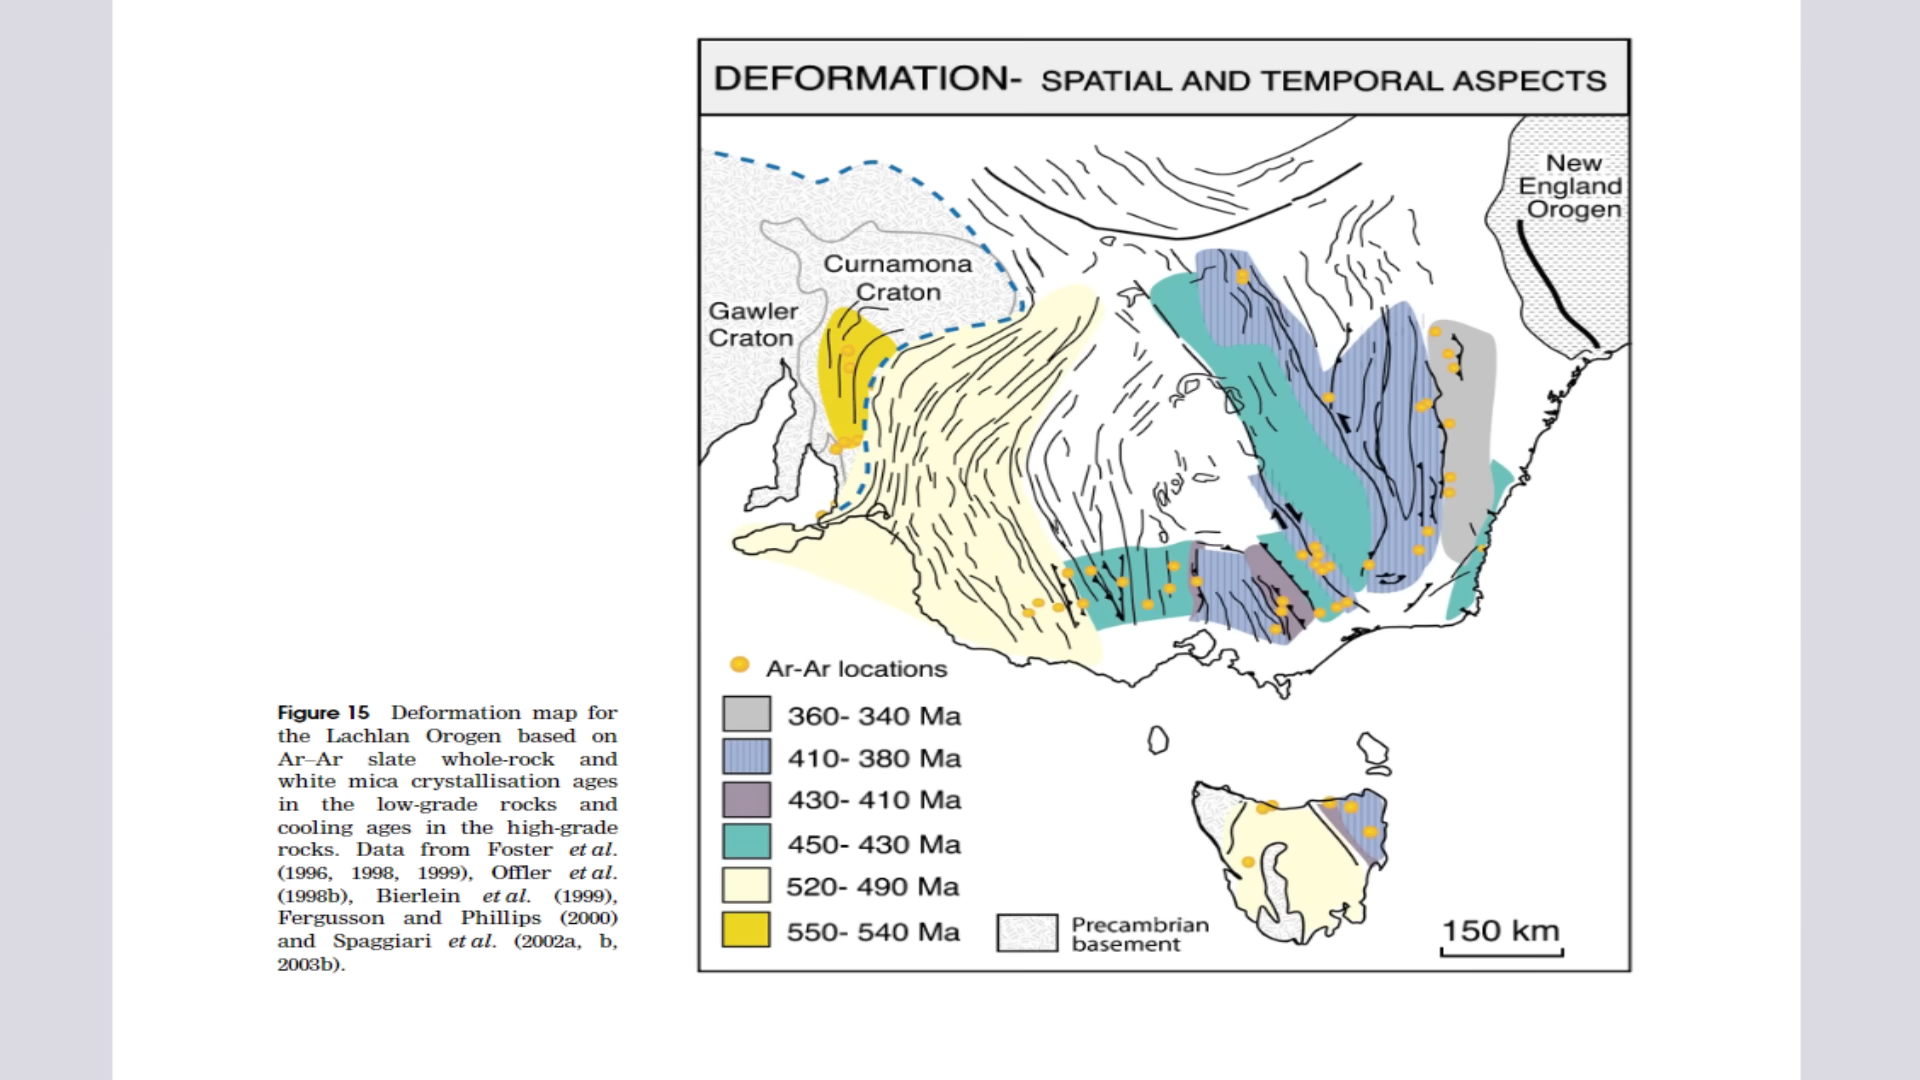 DEFORMATION- SPATIAL AND TEMPORAL ASPECTS
New
England
Orogen
Curnamona
Craton
Gawler
Craton
Ar-Ar locations
360- 340 Ma
410- 380 Ma
430- 410 Ma
450- 430 Ma
520- 490 Ma
550- 540 Ma
Precambrian
basement
150 km
Figure 15 Deformation map for
the Lachlan Orogen based on
Ar–Ar slate whole-rock and
white mica crystallisation ages
in the low-grade rocks and
cooling ages in the high-grade
rocks. Data from Foster et al.
(1996, 1998, 1999), Offler et al.
(1998b), Bierlein et al. (1999),
Fergusson and Phillips (2000)
and Spaggiari et al. (2002a, b,
2003b).